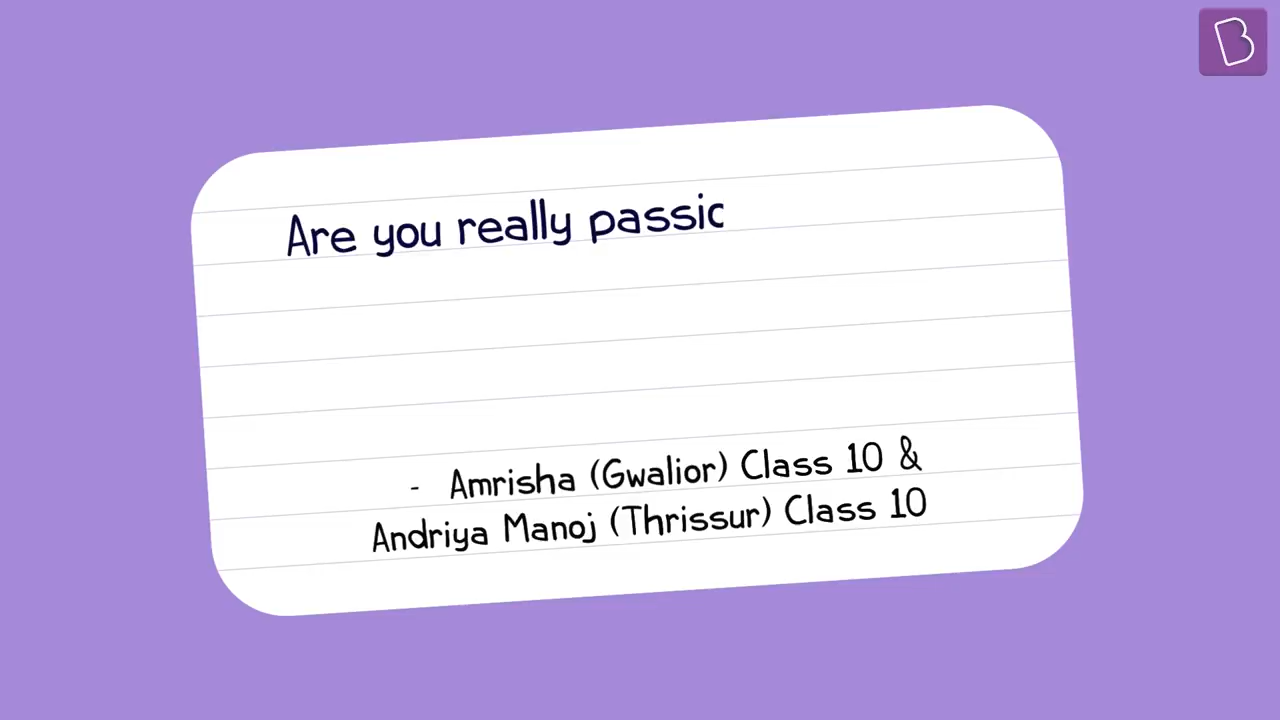 B
Are you really passic
- Amrisha (Gwalior) Class 10 &
Andriya Manoj (Thrissur) Class 10